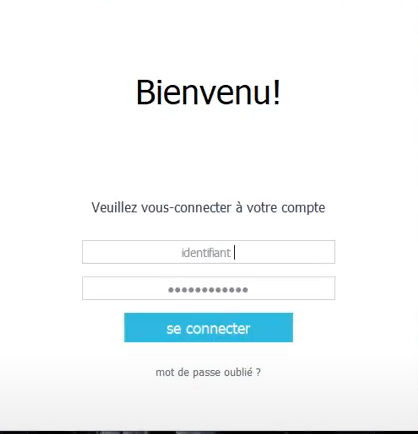 Bienvenu!
Veuillez vous-connecter à votre compte
identifiant
••••••••••••
se connecter
mot de passe oublié ?